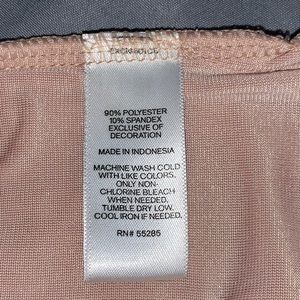 90% POLYESTER
10% SPANDEX
EXCLUSIVE OF
DECORATION
MADE IN INDONESIA
MACHINE WASH COLD
WITH LIKE COLORS.
ONLY NON-
CHLORINE BLEACH
WHEN NEEDED.
TUMBLE DRY LOW.
COOL IRON IF NEEDED.
RN# 55285